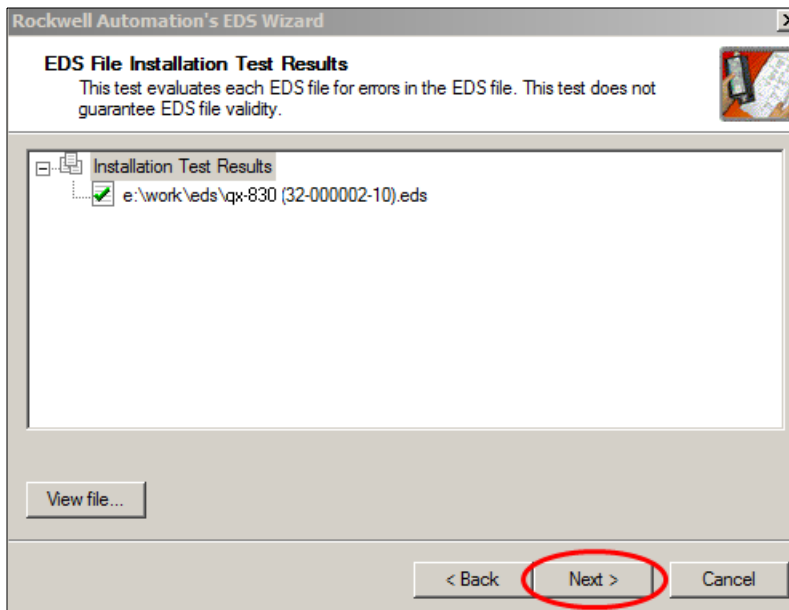 Rockwell Automation's EDS Wizard
EDS File Installation Test Results
This test evaluates each EDS file for errors in the EDS file. This test does not
guarantee EDS file validity.
Installation Test Results
e:\work\eds\qx-830 (32-000002-10).eds
View file...
< Back Next > Cancel